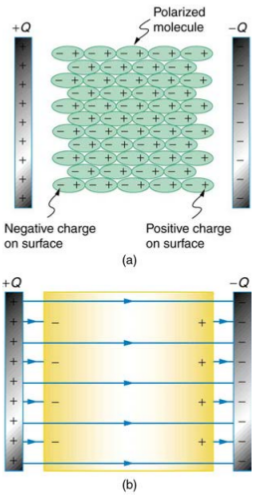 Polarized
molecule
+Q
−Q
Negative charge
on surface
Positive charge
on surface
(a)
+Q
−Q
(b)